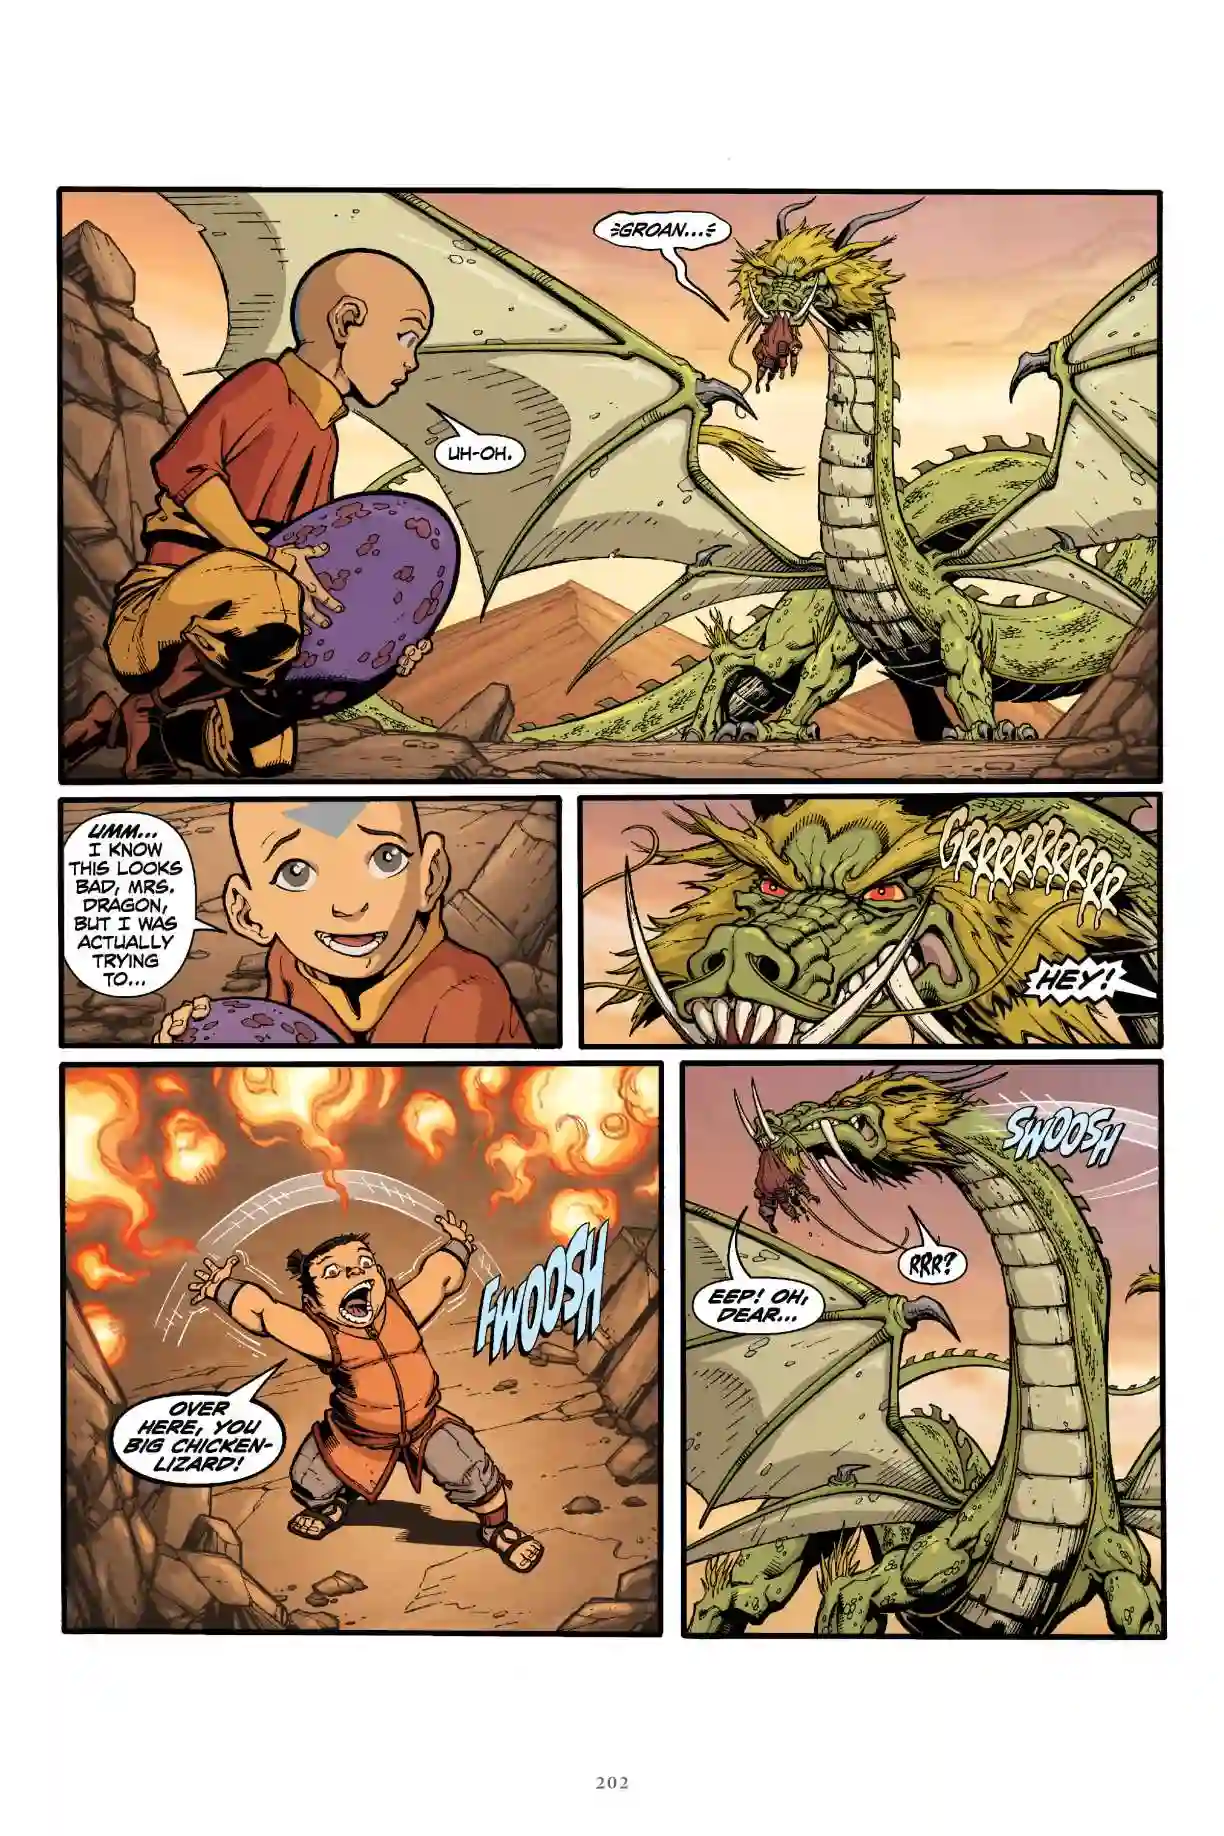 GROAN...
UH-OH.
UMM...
I KNOW
THIS LOOKS
BAD, MRS.
DRAGON,
BUT I WAS
ACTUALLY
TRYING
TO...
GRRRRRRRRR
HEY!
FWOOSH
OVER
HERE, YOU
BIG CHICKEN-
LIZARD!
SWOOSH
RRR?
EEP! OH,
DEAR...
202